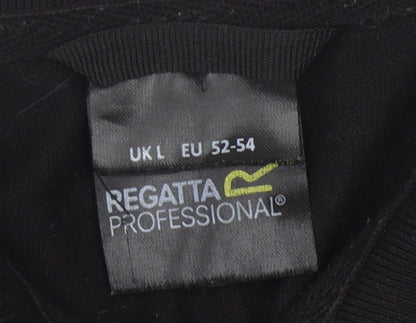 UK L EU 52-54
REGATTA R
PROFESSIONAL®